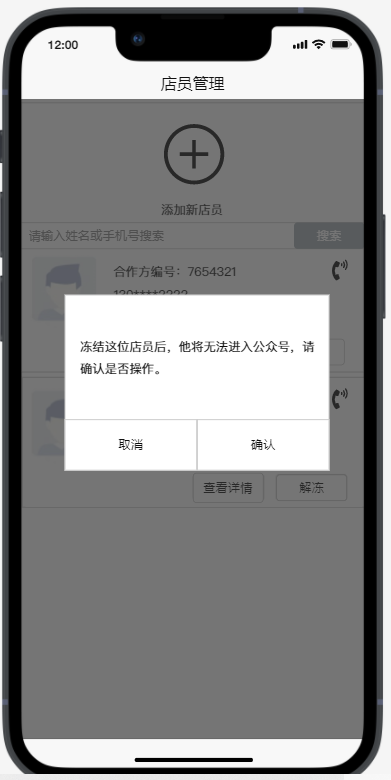 12:00
店员管理
添加新店员
请输入姓名或手机号搜索
搜索
合作方编号：7654321
冻结这位店员后，他将无法进入公众号，请
确认是否操作。
取消
确认
查看详情
解冻